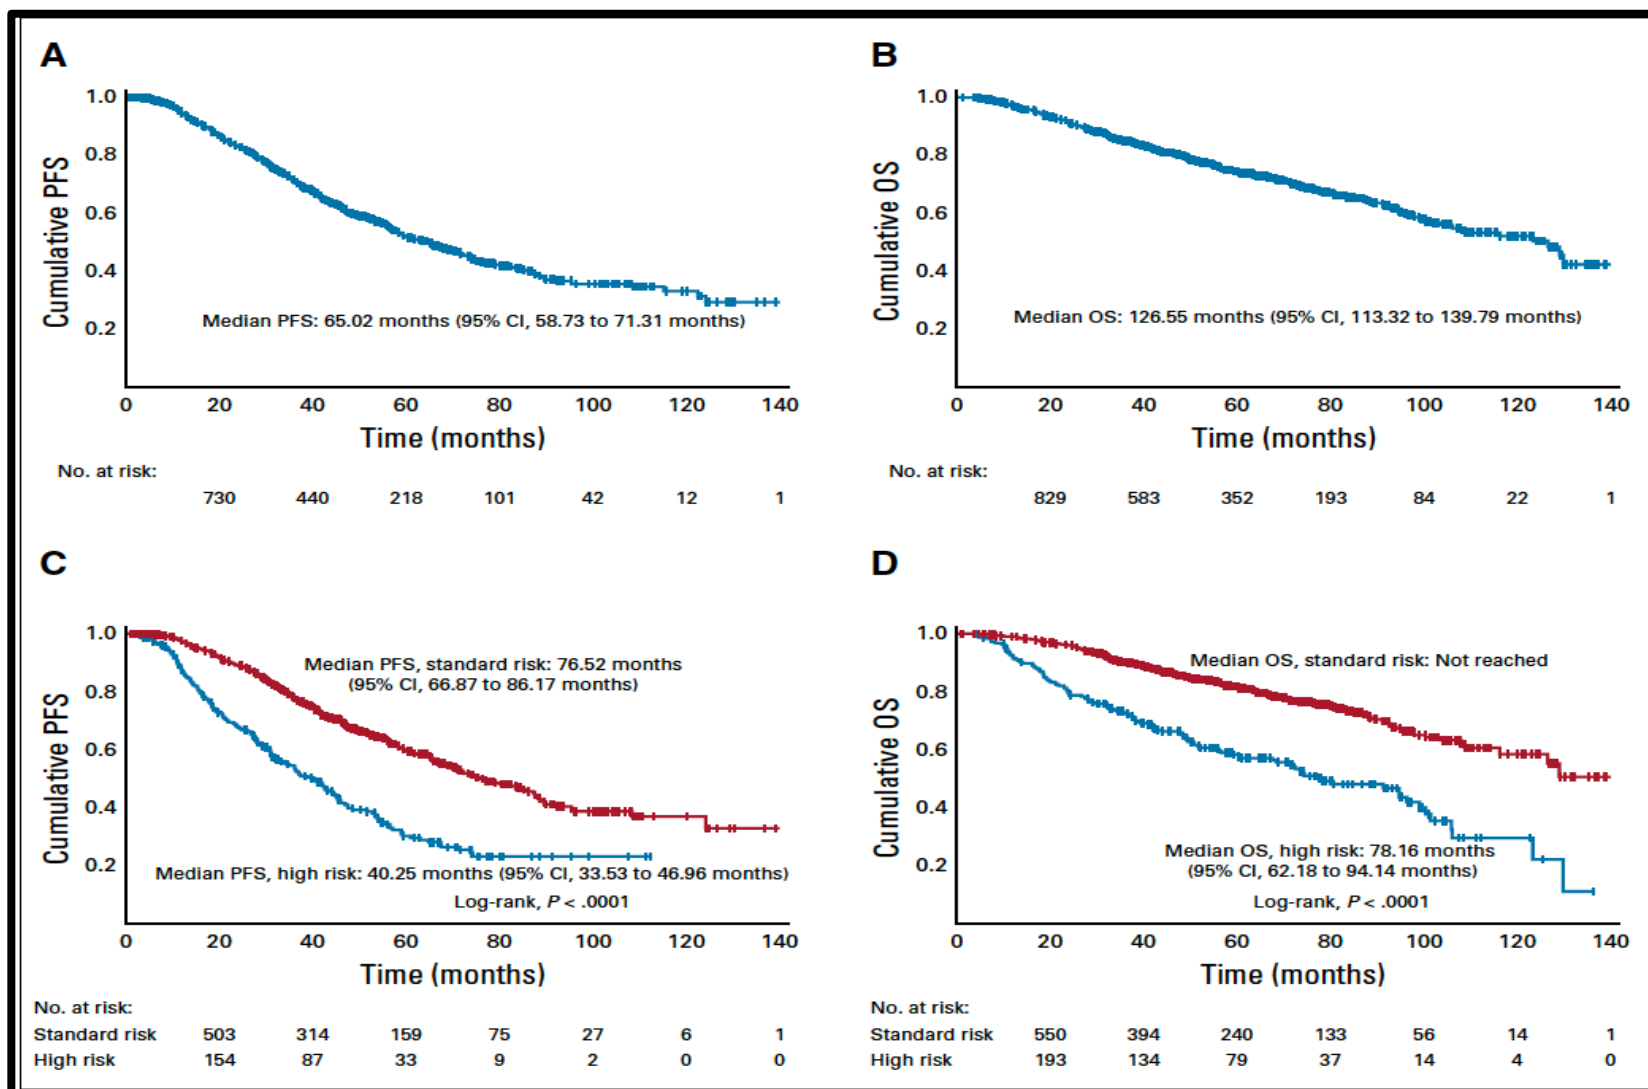 A
1.0
0.8
0.6
0.4
0.2
Cumulative PFS
Median PFS: 65.02 months (95% CI, 58.73 to 71.31 months)
0 20 40 60 80 100 120 140
Time (months)
No. at risk:
730 440 218 101 42 12 1
B
1.0
0.8
0.6
0.4
0.2
Cumulative OS
Median OS: 126.55 months (95% CI, 113.32 to 139.79 months)
0 20 40 60 80 100 120 140
Time (months)
No. at risk:
829 583 352 193 84 22 1
C
1.0
0.8
0.6
0.4
0.2
Cumulative PFS
Median PFS, standard risk: 76.52 months
(95% CI, 66.87 to 86.17 months)
Median PFS, high risk: 40.25 months (95% CI, 33.53 to 46.96 months)
Log-rank, P < .0001
0 20 40 60 80 100 120 140
Time (months)
No. at risk:
Standard risk 503 314 159 75 27 6 1
High risk 154 87 33 9 2 0 0
D
1.0
0.8
0.6
0.4
0.2
Cumulative OS
Median OS, standard risk: Not reached
Median OS, high risk: 78.16 months
(95% CI, 62.18 to 94.14 months)
Log-rank, P < .0001
0 20 40 60 80 100 120 140
Time (months)
No. at risk:
Standard risk 550 394 240 133 56 14 1
High risk 193 134 79 37 14 4 0